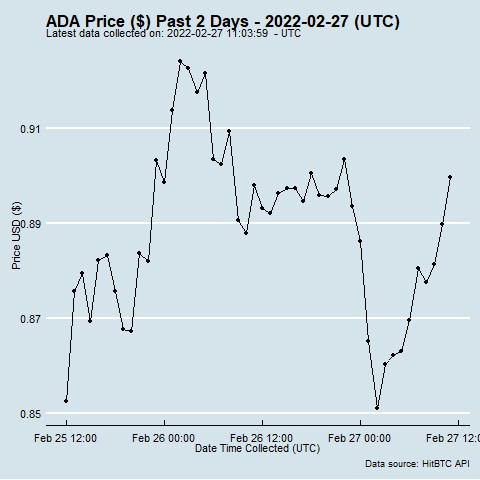 ADA Price ($) Past 2 Days - 2022-02-27 (UTC)
Latest data collected on: 2022-02-27 11:03:59 - UTC
0.91
0.89
0.87
0.85
Price USD ($)
Feb 25 12:00 Feb 26 00:00 Feb 26 12:00 Feb 27 00:00 Feb 27 12:0
Date Time Collected (UTC)
Data source: HitBTC API